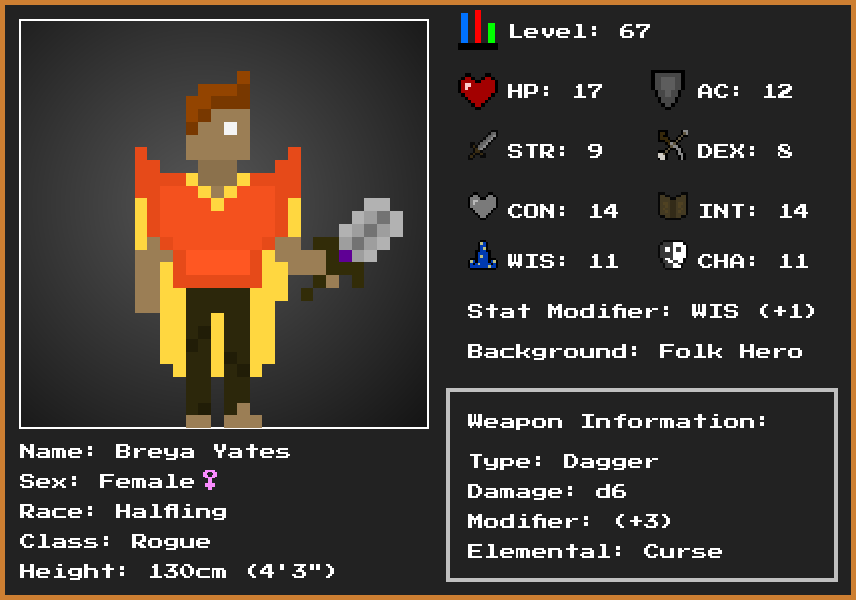 Level: 67
HP: 17 AC: 12
STR: 9 DEX: 8
CON: 14 INT: 14
WIS: 11 CHA: 11
Stat Modifier: WIS (+1)
Background: Folk Hero
Weapon Information:
Type: Dagger
Damage: d6
Modifier: (+3)
Elemental: Curse
Name: Breya Yates
Sex: Female♀
Race: Halfling
Class: Rogue
Height: 130cm (4'3")